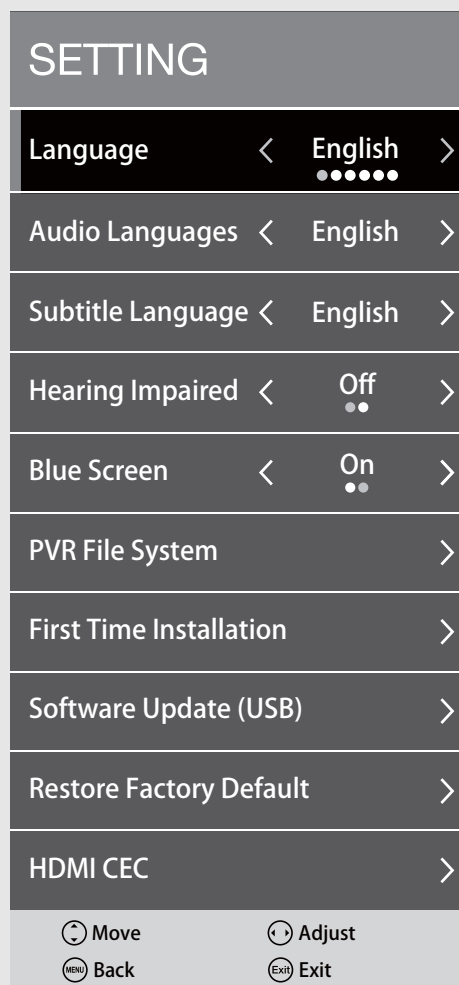 SETTING
Language < English >
Audio Languages < English >
Subtitle Language < English >
Hearing Impaired < Off >
Blue Screen < On >
PVR File System >
First Time Installation >
Software Update (USB) >
Restore Factory Default >
HDMI CEC >
Move Adjust
MENU Back Exit Exit